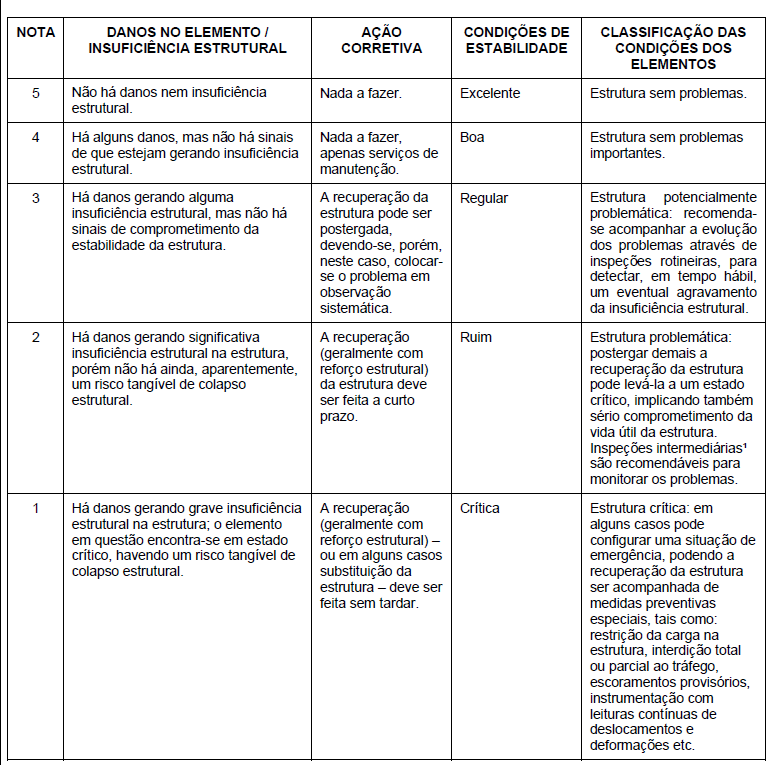 NOTA
DANOS NO ELEMENTO /
INSUFICIÊNCIA ESTRUTURAL
AÇÃO
CORRETIVA
CONDIÇÕES DE
ESTABILIDADE
CLASSIFICAÇÃO DAS
CONDIÇÕES DOS
ELEMENTOS
5
Não há danos nem insuficiência
estrutural.
Nada a fazer.
Excelente
Estrutura sem problemas.
4
Há alguns danos, mas não há sinais
de que estejam gerando insuficiência
estrutural.
Nada a fazer,
apenas serviços de
manutenção.
Boa
Estrutura sem problemas
importantes.
3
Há danos gerando alguma
insuficiência estrutural, mas não há
sinais de comprometimento da
estabilidade da estrutura.
A recuperação da
estrutura pode ser
postergada,
devendo-se, porém,
neste caso, colocar-
se o problema em
observação
sistemática.
Regular
Estrutura potencialmente
problemática: recomenda-
se acompanhar a evolução
dos problemas através de
inspeções rotineiras, para
detectar, em tempo hábil,
um eventual agravamento
da insuficiência estrutural.
2
Há danos gerando significativa
insuficiência estrutural na estrutura,
porém não há ainda, aparentemente,
um risco tangível de colapso
estrutural.
A recuperação
(geralmente com
reforço estrutural)
da estrutura deve
ser feita a curto
prazo.
Ruim
Estrutura problemática:
postergar demais a
recuperação da estrutura
pode levá-la a um estado
crítico, implicando também
sério comprometimento da
vida útil da estrutura.
Inspeções intermediárias¹
são recomendáveis para
monitorar os problemas.
1
Há danos gerando grave insuficiência
estrutural na estrutura; o elemento
em questão encontra-se em estado
crítico, havendo um risco tangível de
colapso estrutural.
A recuperação
(geralmente com
reforço estrutural) –
ou em alguns casos
substituição da
estrutura – deve ser
feita sem tardar.
Crítica
Estrutura crítica: em
alguns casos pode
configurar uma situação de
emergência, podendo a
recuperação da estrutura
ser acompanhada de
medidas preventivas
especiais, tais como:
restrição da carga na
estrutura, interdição total
ou parcial ao tráfego,
escoramentos provisórios,
instrumentação com
leituras contínuas de
deslocamentos e
deformações etc.